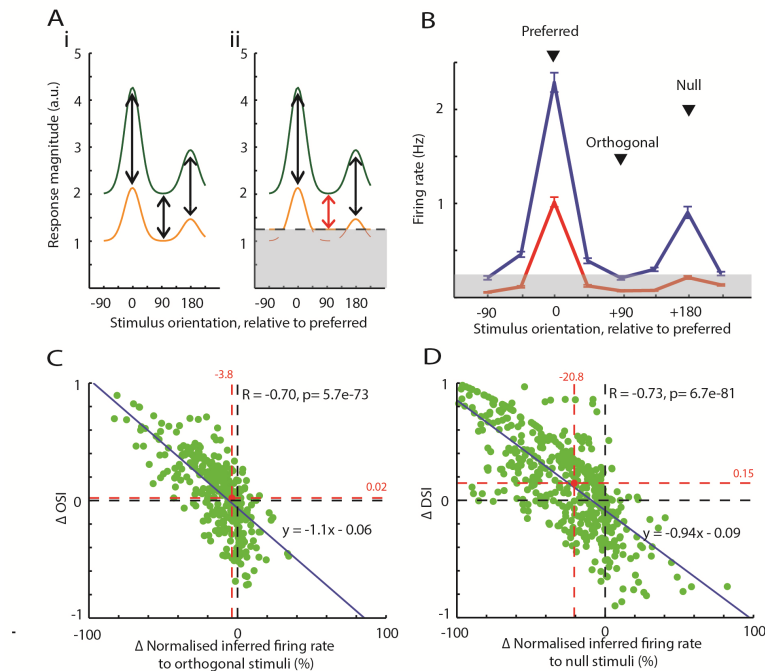 A
B
i
ii
Response magnitude (a.u.)
5
4
3
2
1
-90 0 90 180
5
4
3
2
1
-90 0 90 180
Stimulus orientation, relative to preferred
Firing rate (Hz)
2
1
Preferred
Orthogonal
Null
-90 0 +90 +180
Stimulus orientation, relative to preferred
C
-3.8
R = -0.70, p= 5.7e-73
0.02
y = -1.1x - 0.06
Δ OSI
1
0
-1
-100 0 100
Δ Normalised inferred firing rate
to orthogonal stimuli (%)
D
-20.8
R = -0.73, p= 6.7e-81
0.15
y = -0.94x - 0.09
Δ DSI
1
0
-1
-100 0 100
Δ Normalised inferred firing rate
to null stimuli (%)
-